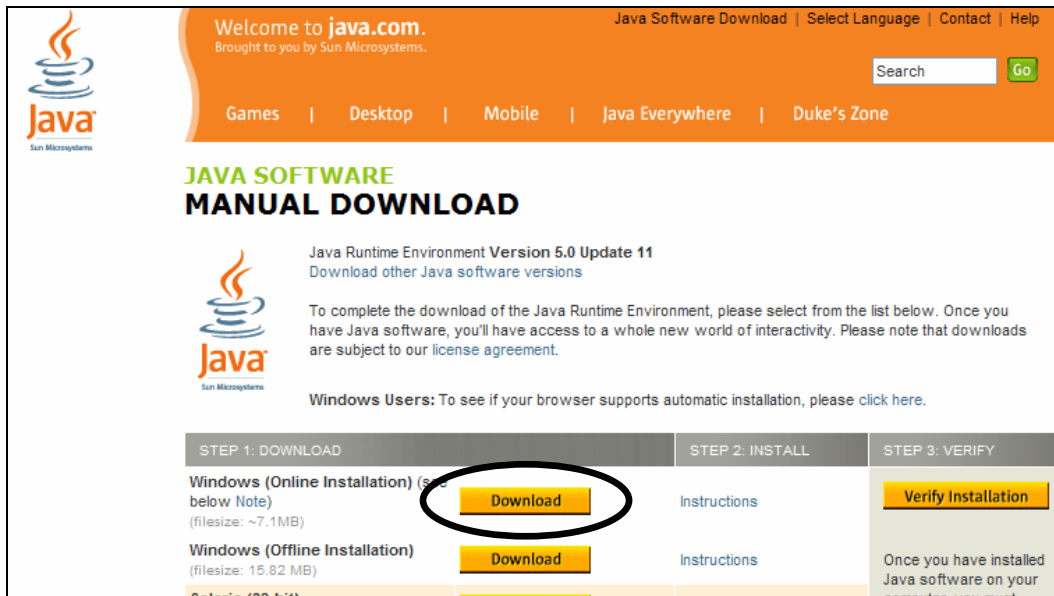 Java
Sun Microsystems
Welcome to java.com.
Brought to you by Sun Microsystems.
Java Software Download | Select Language | Contact | Help
Search Go
Games | Desktop | Mobile | Java Everywhere | Duke's Zone
JAVA SOFTWARE
MANUAL DOWNLOAD
Java
Sun Microsystems
Java Runtime Environment Version 5.0 Update 11
Download other Java software versions
To complete the download of the Java Runtime Environment, please select from the list below. Once you
have Java software, you'll have access to a whole new world of interactivity. Please note that downloads
are subject to our license agreement.
Windows Users: To see if your browser supports automatic installation, please click here.
STEP 1: DOWNLOAD STEP 2: INSTALL STEP 3: VERIFY
Windows (Online Installation) (see
below Note)
(filesize: ~7.1MB)
Download
Instructions
Verify Installation
Windows (Offline Installation)
(filesize: 15.82 MB)
Download
Instructions
Once you have installed
Java software on your